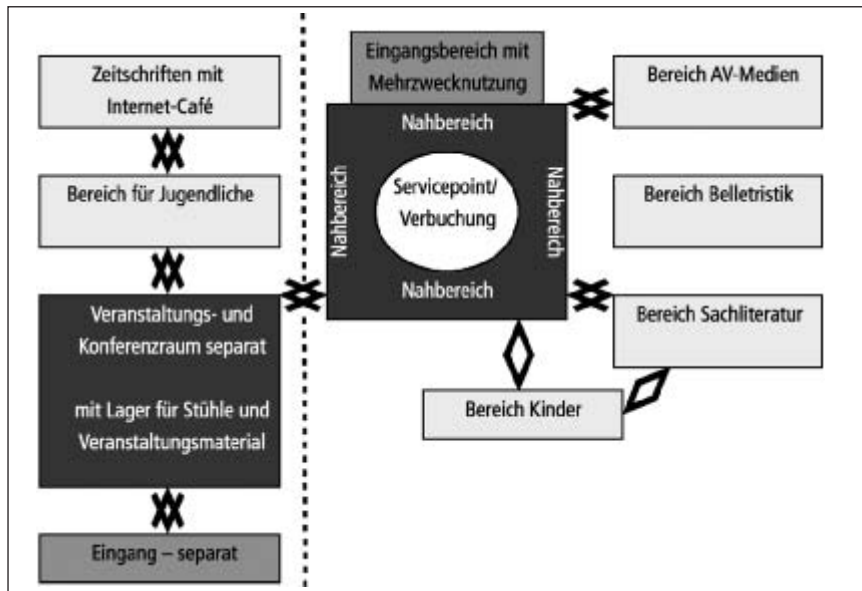 Zeitschriften mit
Internet-Café
Bereich für Jugendliche
Veranstaltungs- und
Konferenzraum separat
mit Lager für Stühle und
Veranstaltungsmaterial
Eingang – separat
Eingangsbereich mit
Mehrzwecknutzung
Nahbereich
Nahbereich
Servicepoint/
Verbuchung
Nahbereich
Nahbereich
Bereich AV-Medien
Bereich Belletristik
Bereich Sachliteratur
Bereich Kinder